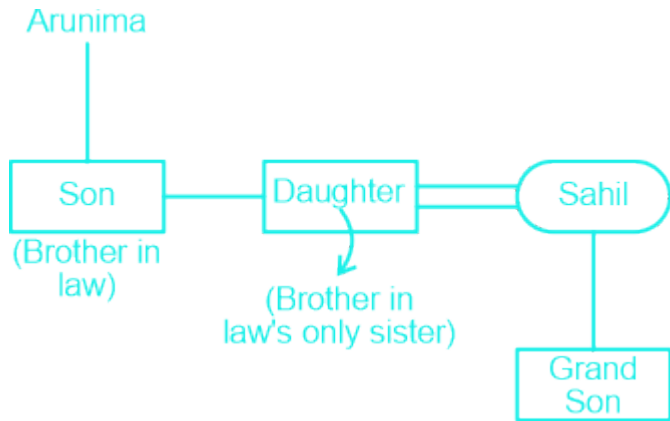 Arunima
Son
Daughter
Sahil
(Brother in
law)
(Brother in
law's only sister)
Grand
Son